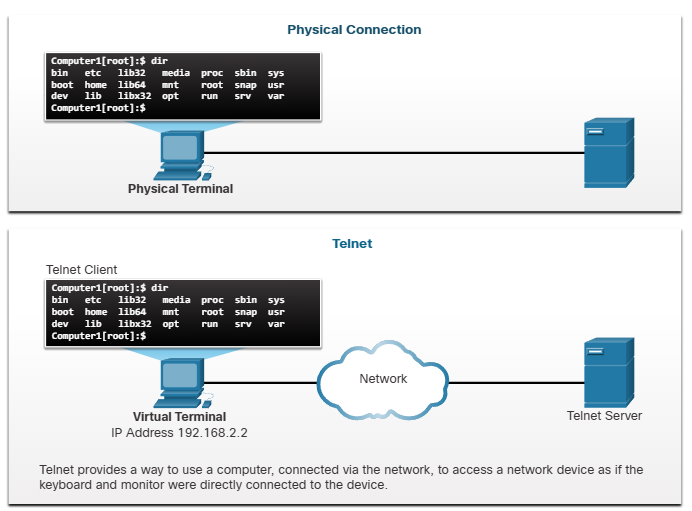 Physical Connection
Computer1[root]:$ dir
bin etc lib32 media proc sbin sys
boot home lib64 mnt root snap usr
dev lib libx32 opt run srv var
Computer1[root]:$
Physical Terminal
Telnet
Telnet Client
Computer1[root]:$ dir
bin etc lib32 media proc sbin sys
boot home lib64 mnt root snap usr
dev lib libx32 opt run srv var
Computer1[root]:$
Network
Virtual Terminal
IP Address 192.168.2.2
Telnet Server
Telnet provides a way to use a computer, connected via the network, to access a network device as if the
keyboard and monitor were directly connected to the device.